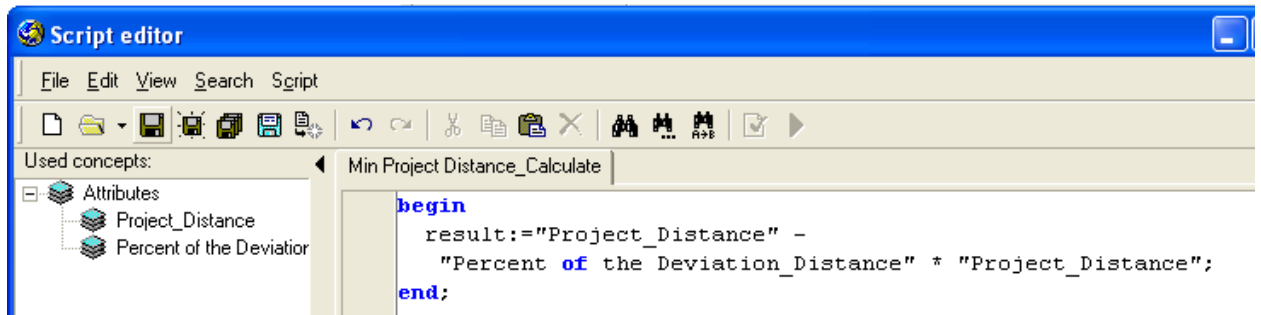 Script editor
File Edit View Search Script
A→B
Used concepts:
Min Project Distance_Calculate
Attributes
Project_Distance
Percent of the Deviation
begin
result:="Project_Distance" -
"Percent of the Deviation_Distance" * "Project_Distance";
end;